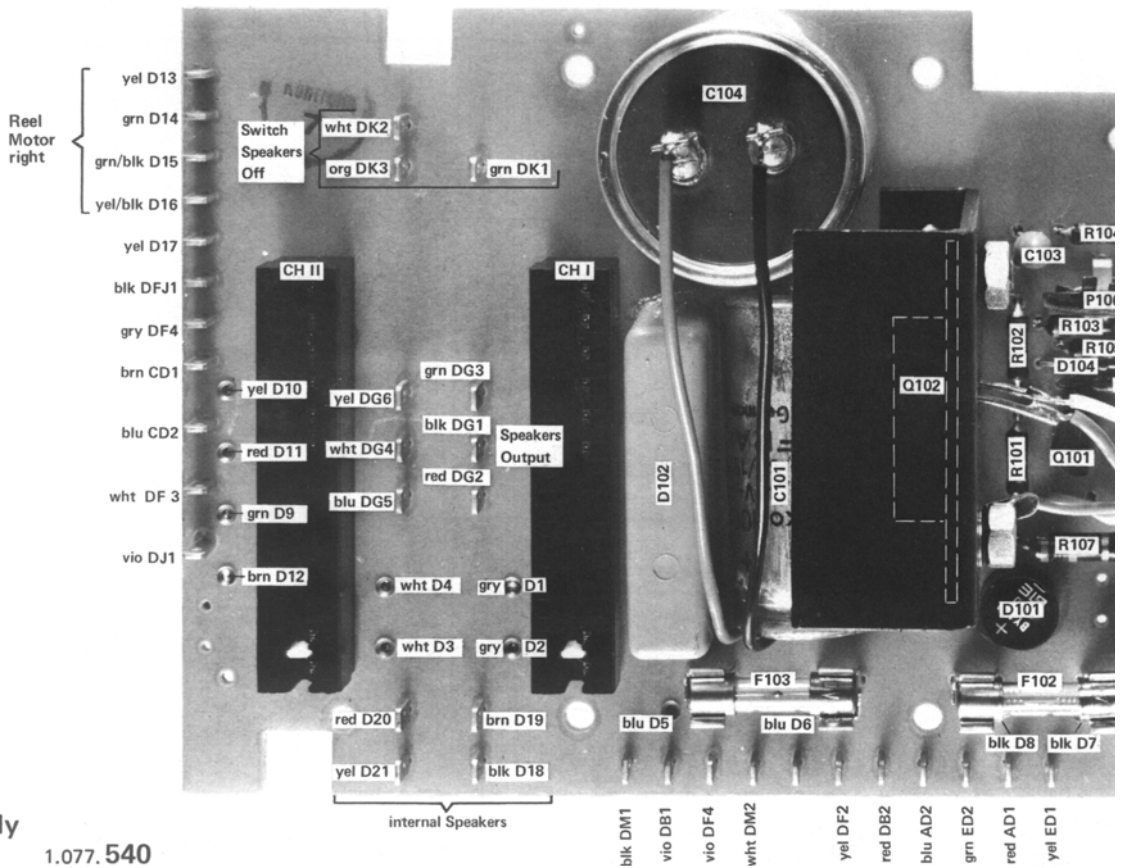 Reel
Motor
right
yel D13
grn D14
grn/blk D15
yel/blk D16
yel D17
blk DFJ1
gry DF4
brn CD1
blu CD2
wht DF 3
vio DJ1
Switch
Speakers
Off
wht DK2
org DK3
grn DK1
CH II
CH I
yel D10
red D11
grn D9
brn D12
yel DG6
wht DG4
blu DG5
grn DG3
blk DG1
red DG2
Speakers
Output
wht D4
gry D1
wht D3
gry D2
red D20
brn D19
yel D21
blk D18
internal Speakers
C104
D102
C101
Q102
C103
R102
R103
D104
R101
Q101
R107
D101
BY
F103
F102
blu D5
blu D6
blk D8
blk D7
blk DM1
vio DB1
vio DF4
wht DM2
yel DF2
red DB2
blu AD2
grn ED2
red AD1
yel ED1
ly
1.077.540